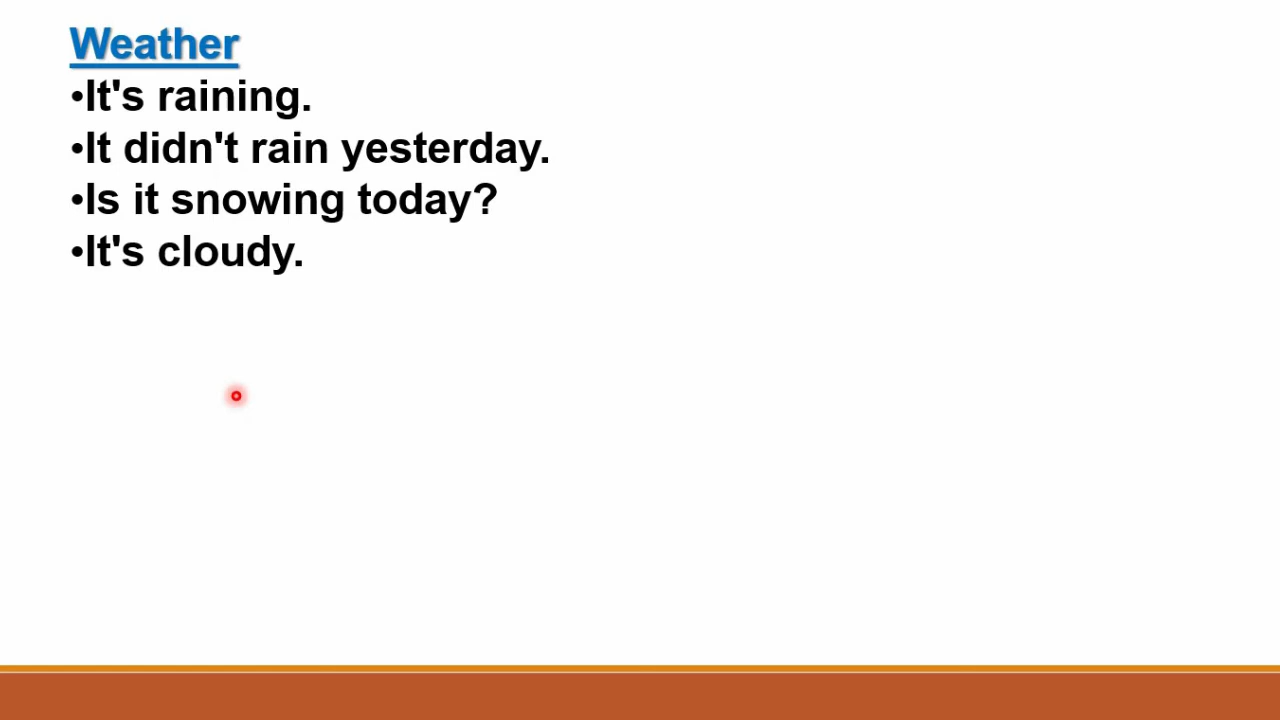 Weather
•It's raining.
•It didn't rain yesterday.
•Is it snowing today?
•It's cloudy.